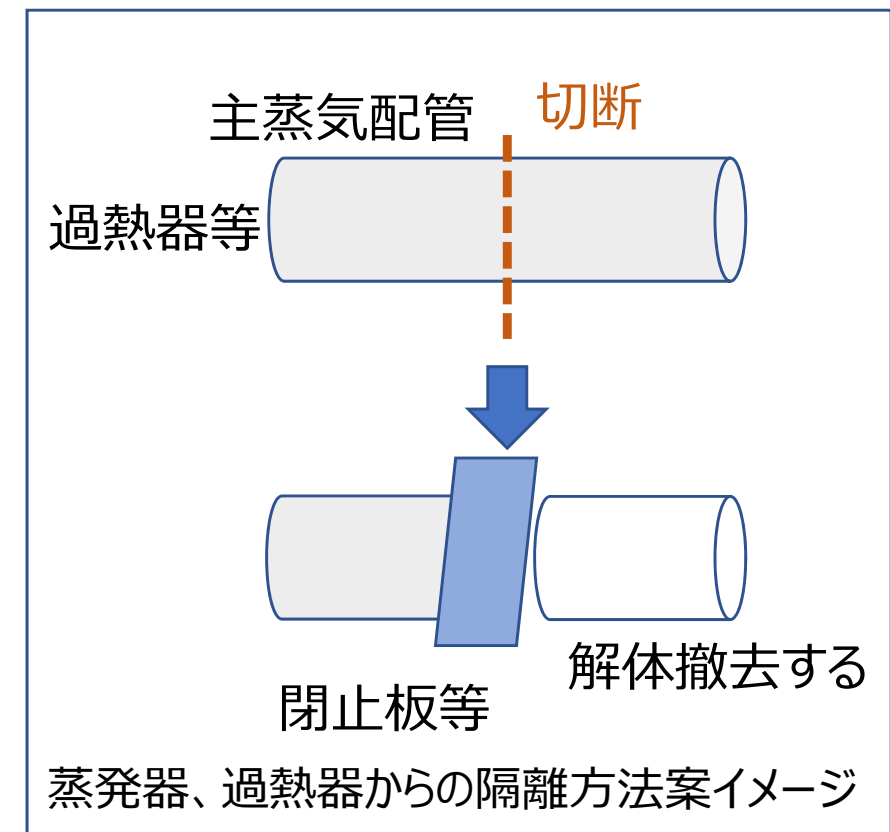 主蒸気配管
切断
過熱器等
解体撤去する
閉止板等
蒸発器、過熱器からの隔離方法案イメージ